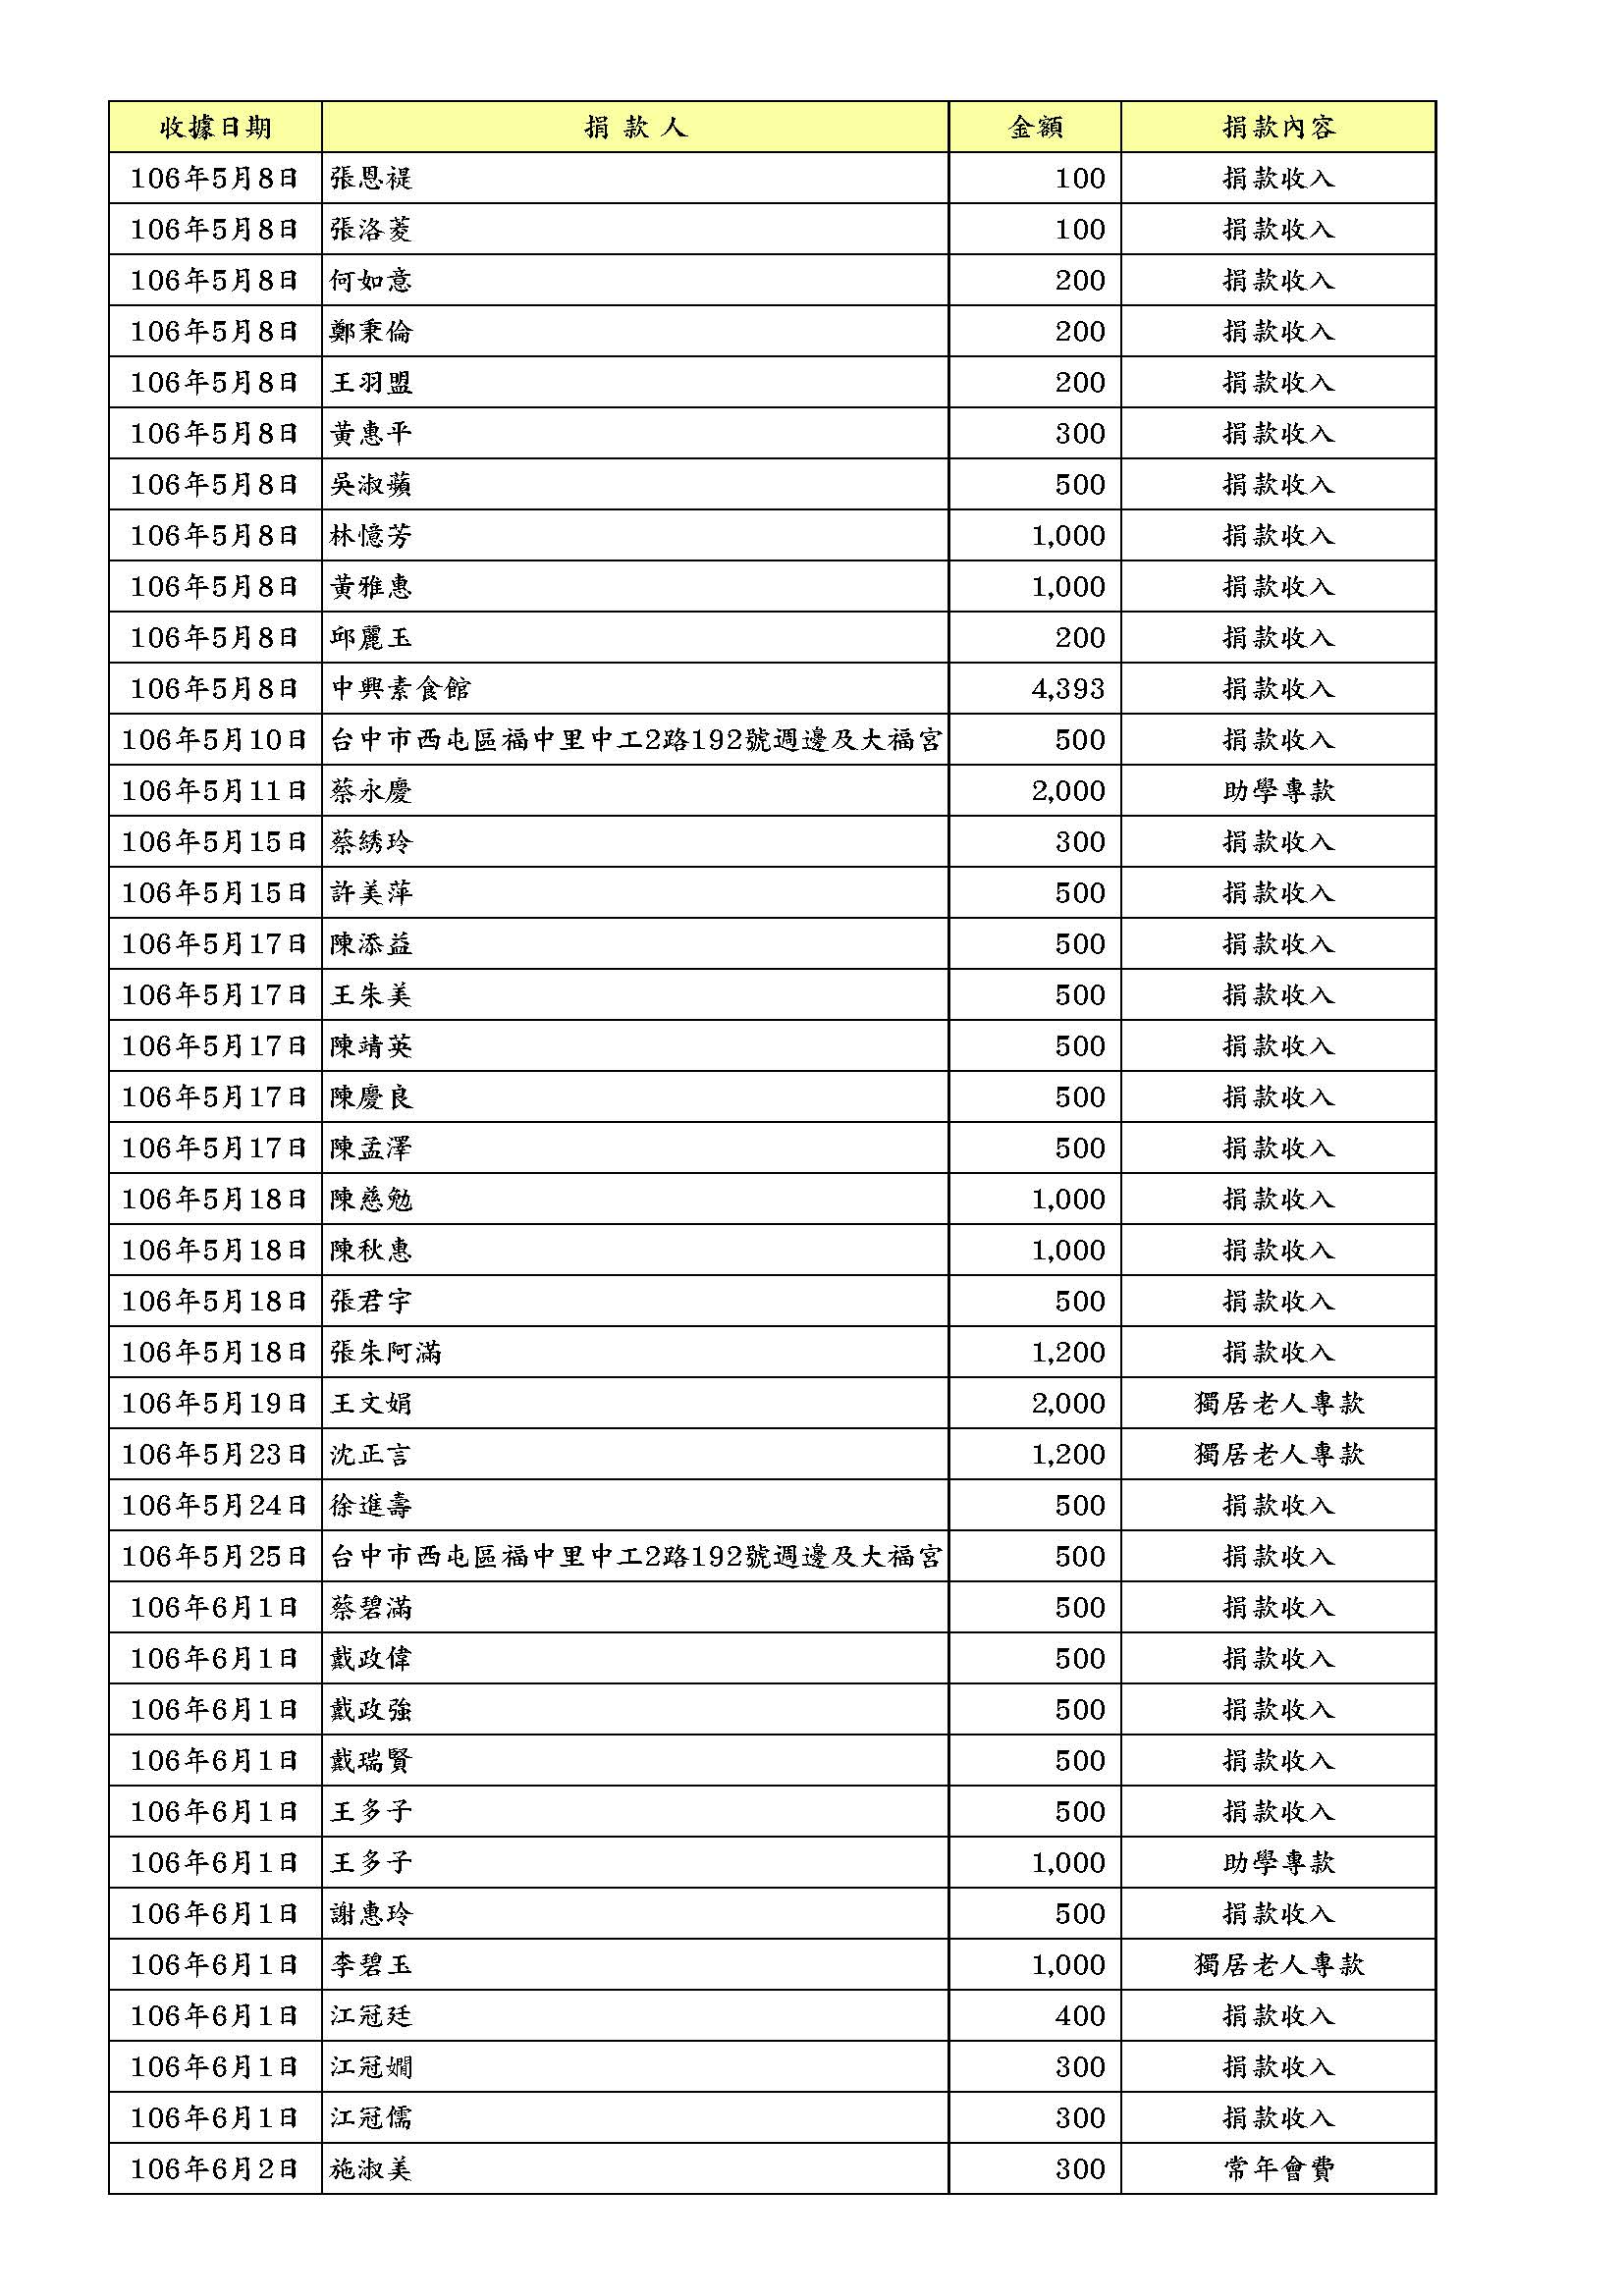 收據日期 捐 款 人 金額 捐款內容
106年5月8日 張恩禔 100 捐款收入
106年5月8日 張洛菱 100 捐款收入
106年5月8日 何如意 200 捐款收入
106年5月8日 鄭秉倫 200 捐款收入
106年5月8日 王羽盟 200 捐款收入
106年5月8日 黃惠平 300 捐款收入
106年5月8日 吳淑蘋 500 捐款收入
106年5月8日 林憶芳 1,000 捐款收入
106年5月8日 黃雅惠 1,000 捐款收入
106年5月8日 邱麗玉 200 捐款收入
106年5月8日 中興素食館 4,393 捐款收入
106年5月10日 台中市西屯區福中里中工2路192號週邊及大福宮 500 捐款收入
106年5月11日 蔡永慶 2,000 助學專款
106年5月15日 蔡綉玲 300 捐款收入
106年5月15日 許美萍 500 捐款收入
106年5月17日 陳添益 500 捐款收入
106年5月17日 王朱美 500 捐款收入
106年5月17日 陳靖英 500 捐款收入
106年5月17日 陳慶良 500 捐款收入
106年5月17日 陳孟澤 500 捐款收入
106年5月18日 陳慈勉 1,000 捐款收入
106年5月18日 陳秋惠 1,000 捐款收入
106年5月18日 張君宇 500 捐款收入
106年5月18日 張朱阿滿 1,200 捐款收入
106年5月19日 王文娟 2,000 獨居老人專款
106年5月23日 沈正言 1,200 獨居老人專款
106年5月24日 徐進壽 500 捐款收入
106年5月25日 台中市西屯區福中里中工2路192號週邊及大福宮 500 捐款收入
106年6月1日 蔡碧滿 500 捐款收入
106年6月1日 戴政偉 500 捐款收入
106年6月1日 戴政強 500 捐款收入
106年6月1日 戴瑞賢 500 捐款收入
106年6月1日 王多子 500 捐款收入
106年6月1日 王多子 1,000 助學專款
106年6月1日 謝惠玲 500 捐款收入
106年6月1日 李碧玉 1,000 獨居老人專款
106年6月1日 江冠廷 400 捐款收入
106年6月1日 江冠嫺 300 捐款收入
106年6月1日 江冠儒 300 捐款收入
106年6月2日 施淑美 300 常年會費